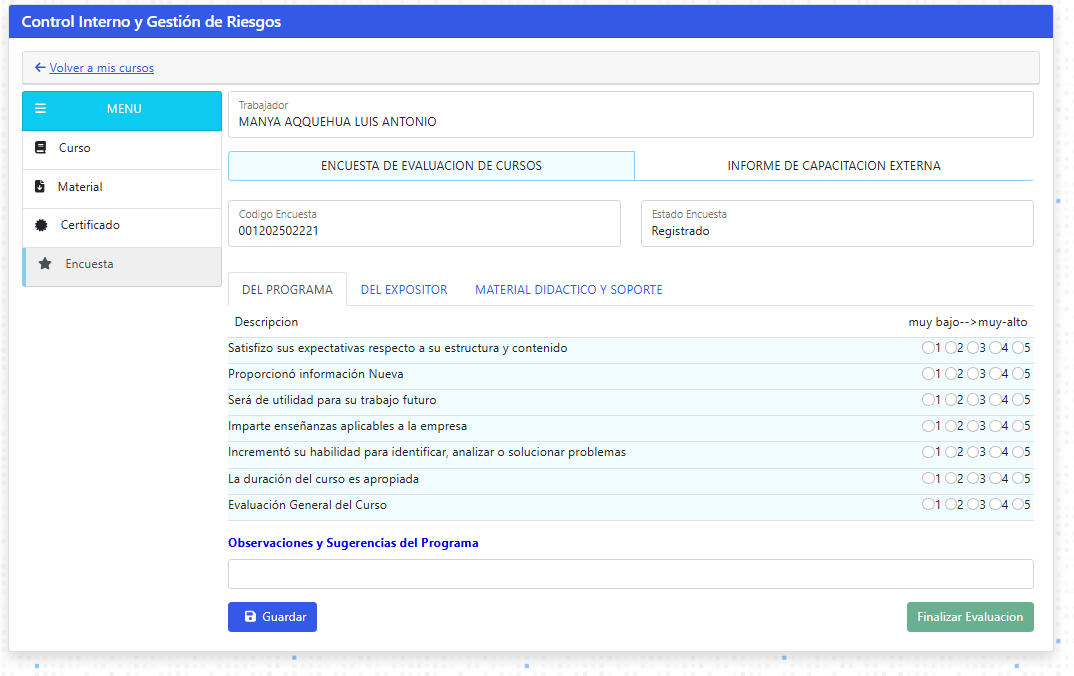 Control Interno y Gestión de Riesgos
Volver a mis cursos
MENU
Curso
Material
Certificado
Encuesta
Trabajador
MANYA AQQUEHUA LUIS ANTONIO
ENCUESTA DE EVALUACION DE CURSOS INFORME DE CAPACITACION EXTERNA
Codigo Encuesta
001202502221
Estado Encuesta
Registrado
DEL PROGRAMA DEL EXPOSITOR MATERIAL DIDACTICO Y SOPORTE
Descripcion muy bajo-->muy-alto
Satisfizo sus expectativas respecto a su estructura y contenido 1 2 3 4 5
Proporcionó información Nueva 1 2 3 4 5
Será de utilidad para su trabajo futuro 1 2 3 4 5
Imparte enseñanzas aplicables a la empresa 1 2 3 4 5
Incrementó su habilidad para identificar, analizar o solucionar problemas 1 2 3 4 5
La duración del curso es apropiada 1 2 3 4 5
Evaluación General del Curso 1 2 3 4 5
Observaciones y Sugerencias del Programa
Guardar Finalizar Evaluacion